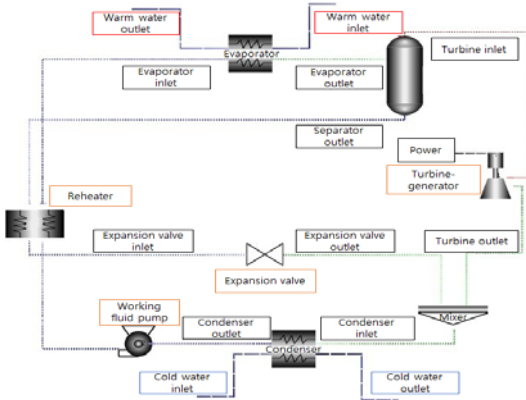 Warm water
outlet
Warm water
inlet
Evaporator
Turbine inlet
Evaporator
inlet
Evaporator
outlet
Separator
outlet
Power
Turbine-
generator
Reheater
Expansion valve
inlet
Expansion valve
outlet
Turbine outlet
Expansion valve
Working
fluid pump
Condenser
outlet
Condenser
inlet
Mixer
Condenser
Cold water
inlet
Cold water
outlet